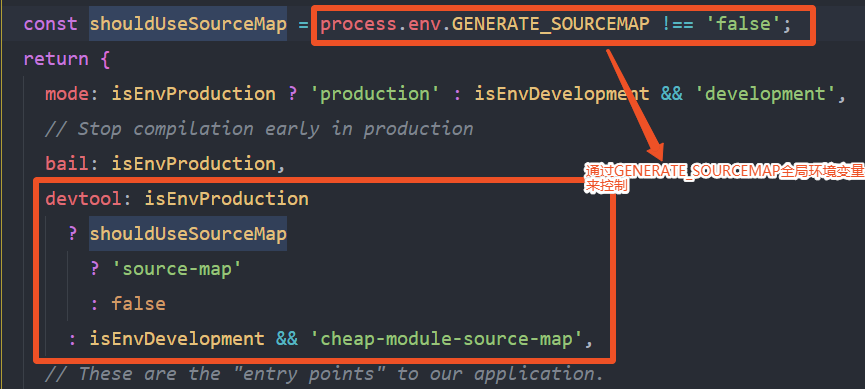 const shouldUseSourceMap = process.env.GENERATE_SOURCEMAP !== 'false';
return {
mode: isEnvProduction ? 'production' : isEnvDevelopment && 'development',
// Stop compilation early in production
bail: isEnvProduction,
通过GENERATE_SOURCEMAP全局环境变量
来控制
devtool: isEnvProduction
? shouldUseSourceMap
? 'source-map'
: false
: isEnvDevelopment && 'cheap-module-source-map',
// These are the "entry points" to our application.